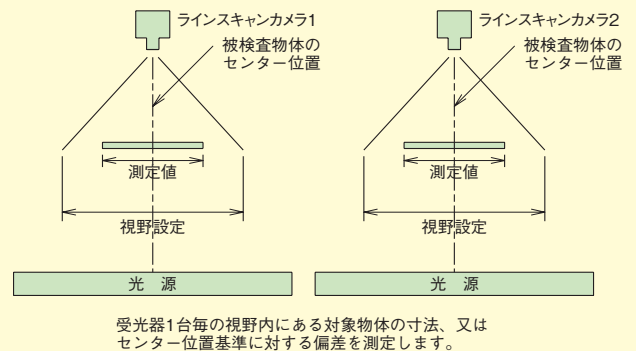 ラインスキャンカメラ1
被検査物体の
センター位置
測定値
視野設定
光 源
ラインスキャンカメラ2
被検査物体の
センター位置
測定値
視野設定
光 源
受光器1台毎の視野内にある対象物体の寸法、又は
センター位置基準に対する偏差を測定します。